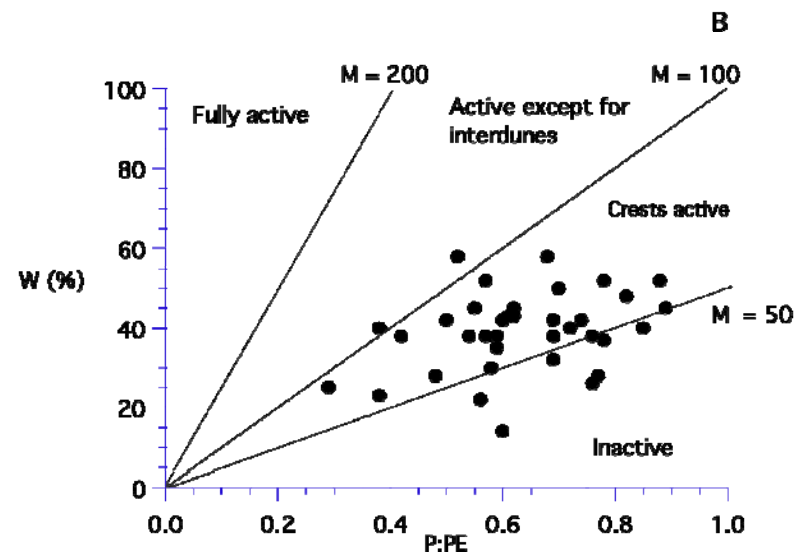 B
M = 200
M = 100
100
Fully active
Active except for
interdunes
80
Crests active
60
W (%)
40
M = 50
20
Inactive
0
0.0
0.2
0.4
0.6
0.8
1.0
P:PE